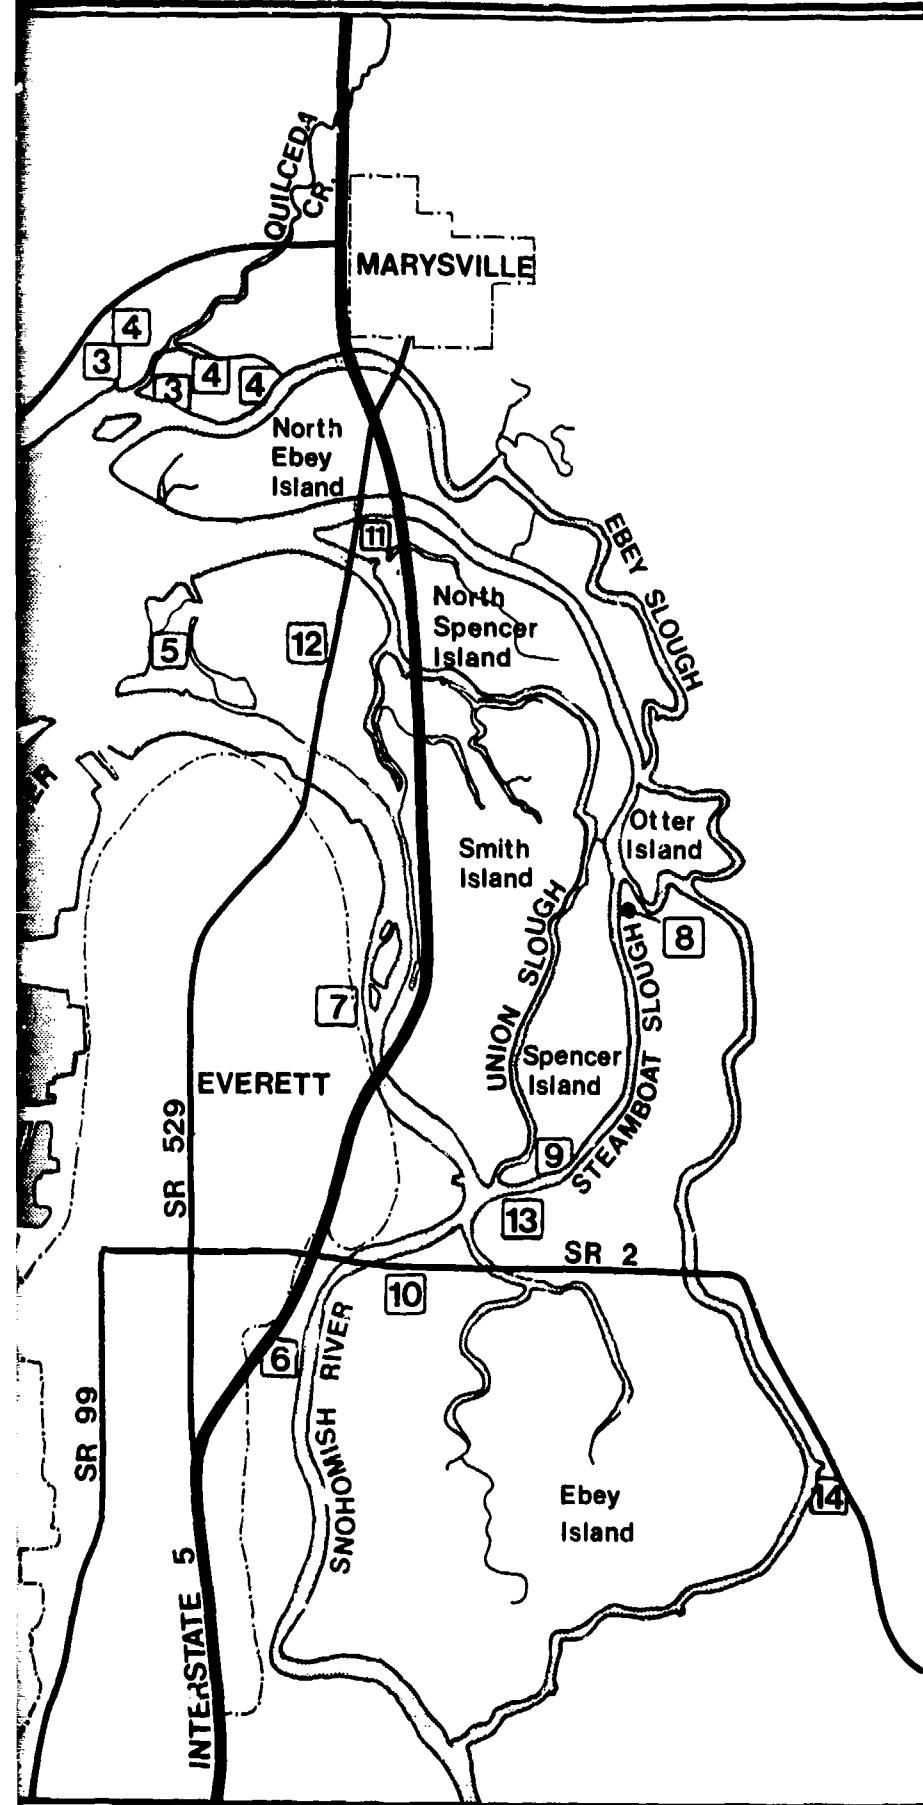 QUILCEDA
CR.
MARYSVILLE
4
3
4
3
4
North
Ebey
Island
11
EBEY SLOUGH
North
Spencer
Island
12
5
ER
Otter
Island
Smith
Island
8
UNION SLOUGH
7
Spencer
Island
STEAMBOAT SLOUGH
EVERETT
SR 529
9
13
SR 2
10
6
SNOHOMISH RIVER
SR 99
14
Ebey
Island
INTERSTATE 5